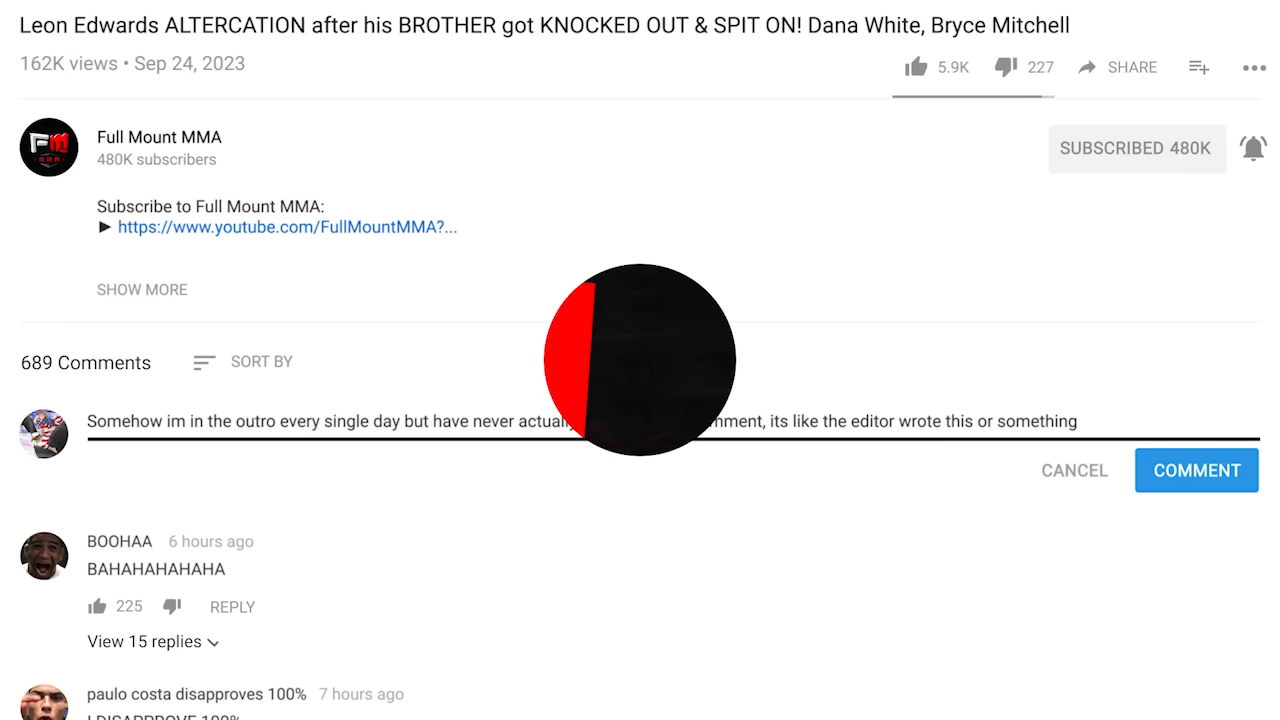 Leon Edwards ALTERCATION after his BROTHER got KNOCKED OUT & SPIT ON! Dana White, Bryce Mitchell
162K views • Sep 24, 2023
5.9K
227
SHARE
FM
Full Mount MMA
480K subscribers
SUBSCRIBED 480K
Subscribe to Full Mount MMA:
► https://www.youtube.com/FullMountMMA?...
SHOW MORE
689 Comments
SORT BY
Somehow im in the outro every single day but have never its like the editor wrote this or something
CANCEL
COMMENT
BOOHAA 6 hours ago
BAHAHAHAHAHA
225
REPLY
View 15 replies
paulo costa disapproves 100% 7 hours ago
I DISAPPROVE 100%